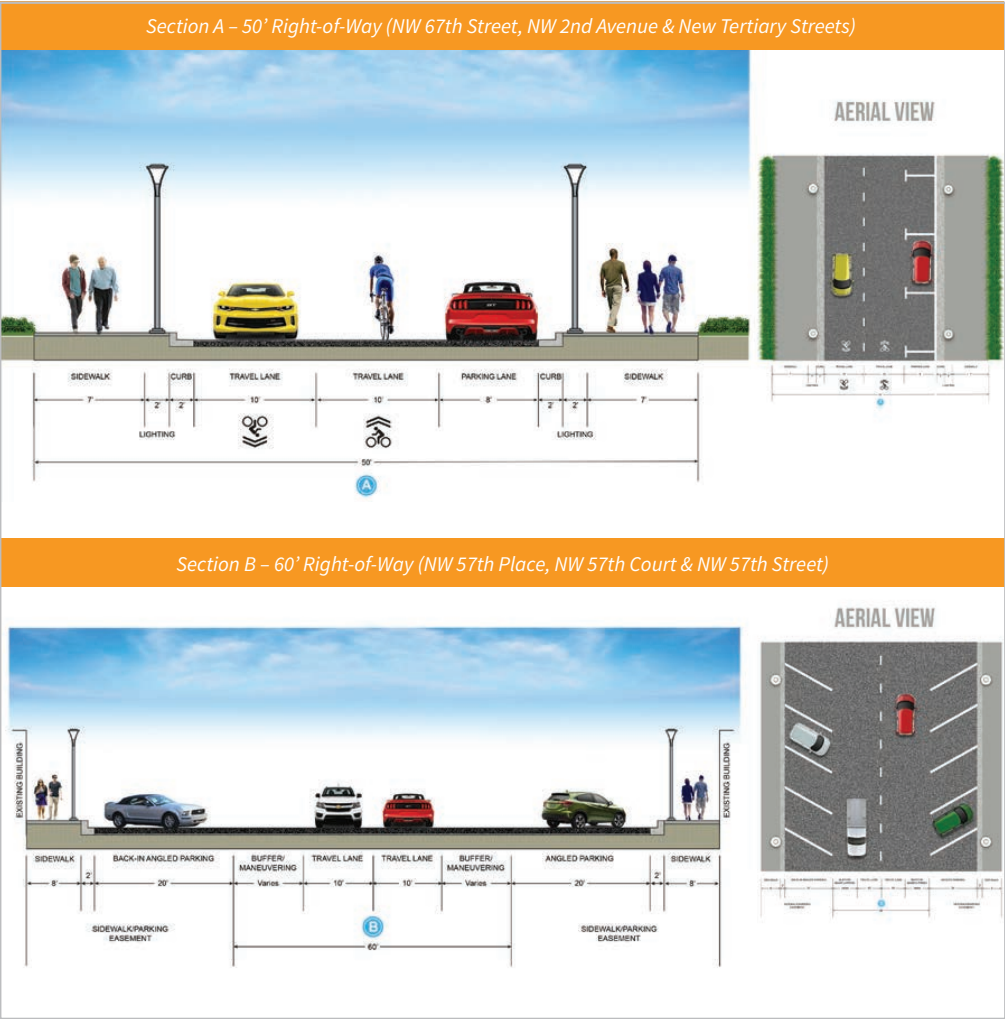 Section A – 50’ Right-of-Way (NW 67th Street, NW 2nd Avenue & New Tertiary Streets)
AERIAL VIEW
SIDEWALK CURB TRAVEL LANE TRAVEL LANE PARKING LANE CURB SIDEWALK
7' 2' 2' 10' 10' 8' 2' 2' 7'
LIGHTING LIGHTING
50'
A
Section B – 60’ Right-of-Way (NW 57th Place, NW 57th Court & NW 57th Street)
AERIAL VIEW
EXISTING BUILDING
EXISTING BUILDING
SIDEWALK BACK-IN ANGLED PARKING BUFFER/ TRAVEL LANE TRAVEL LANE BUFFER/ ANGLED PARKING SIDEWALK
MANEUVERING MANEUVERING
8' 2' 20' Varies 10' 10' Varies 20' 2' 8'
SIDEWALK/PARKING SIDEWALK/PARKING
EASEMENT EASEMENT
B
60'